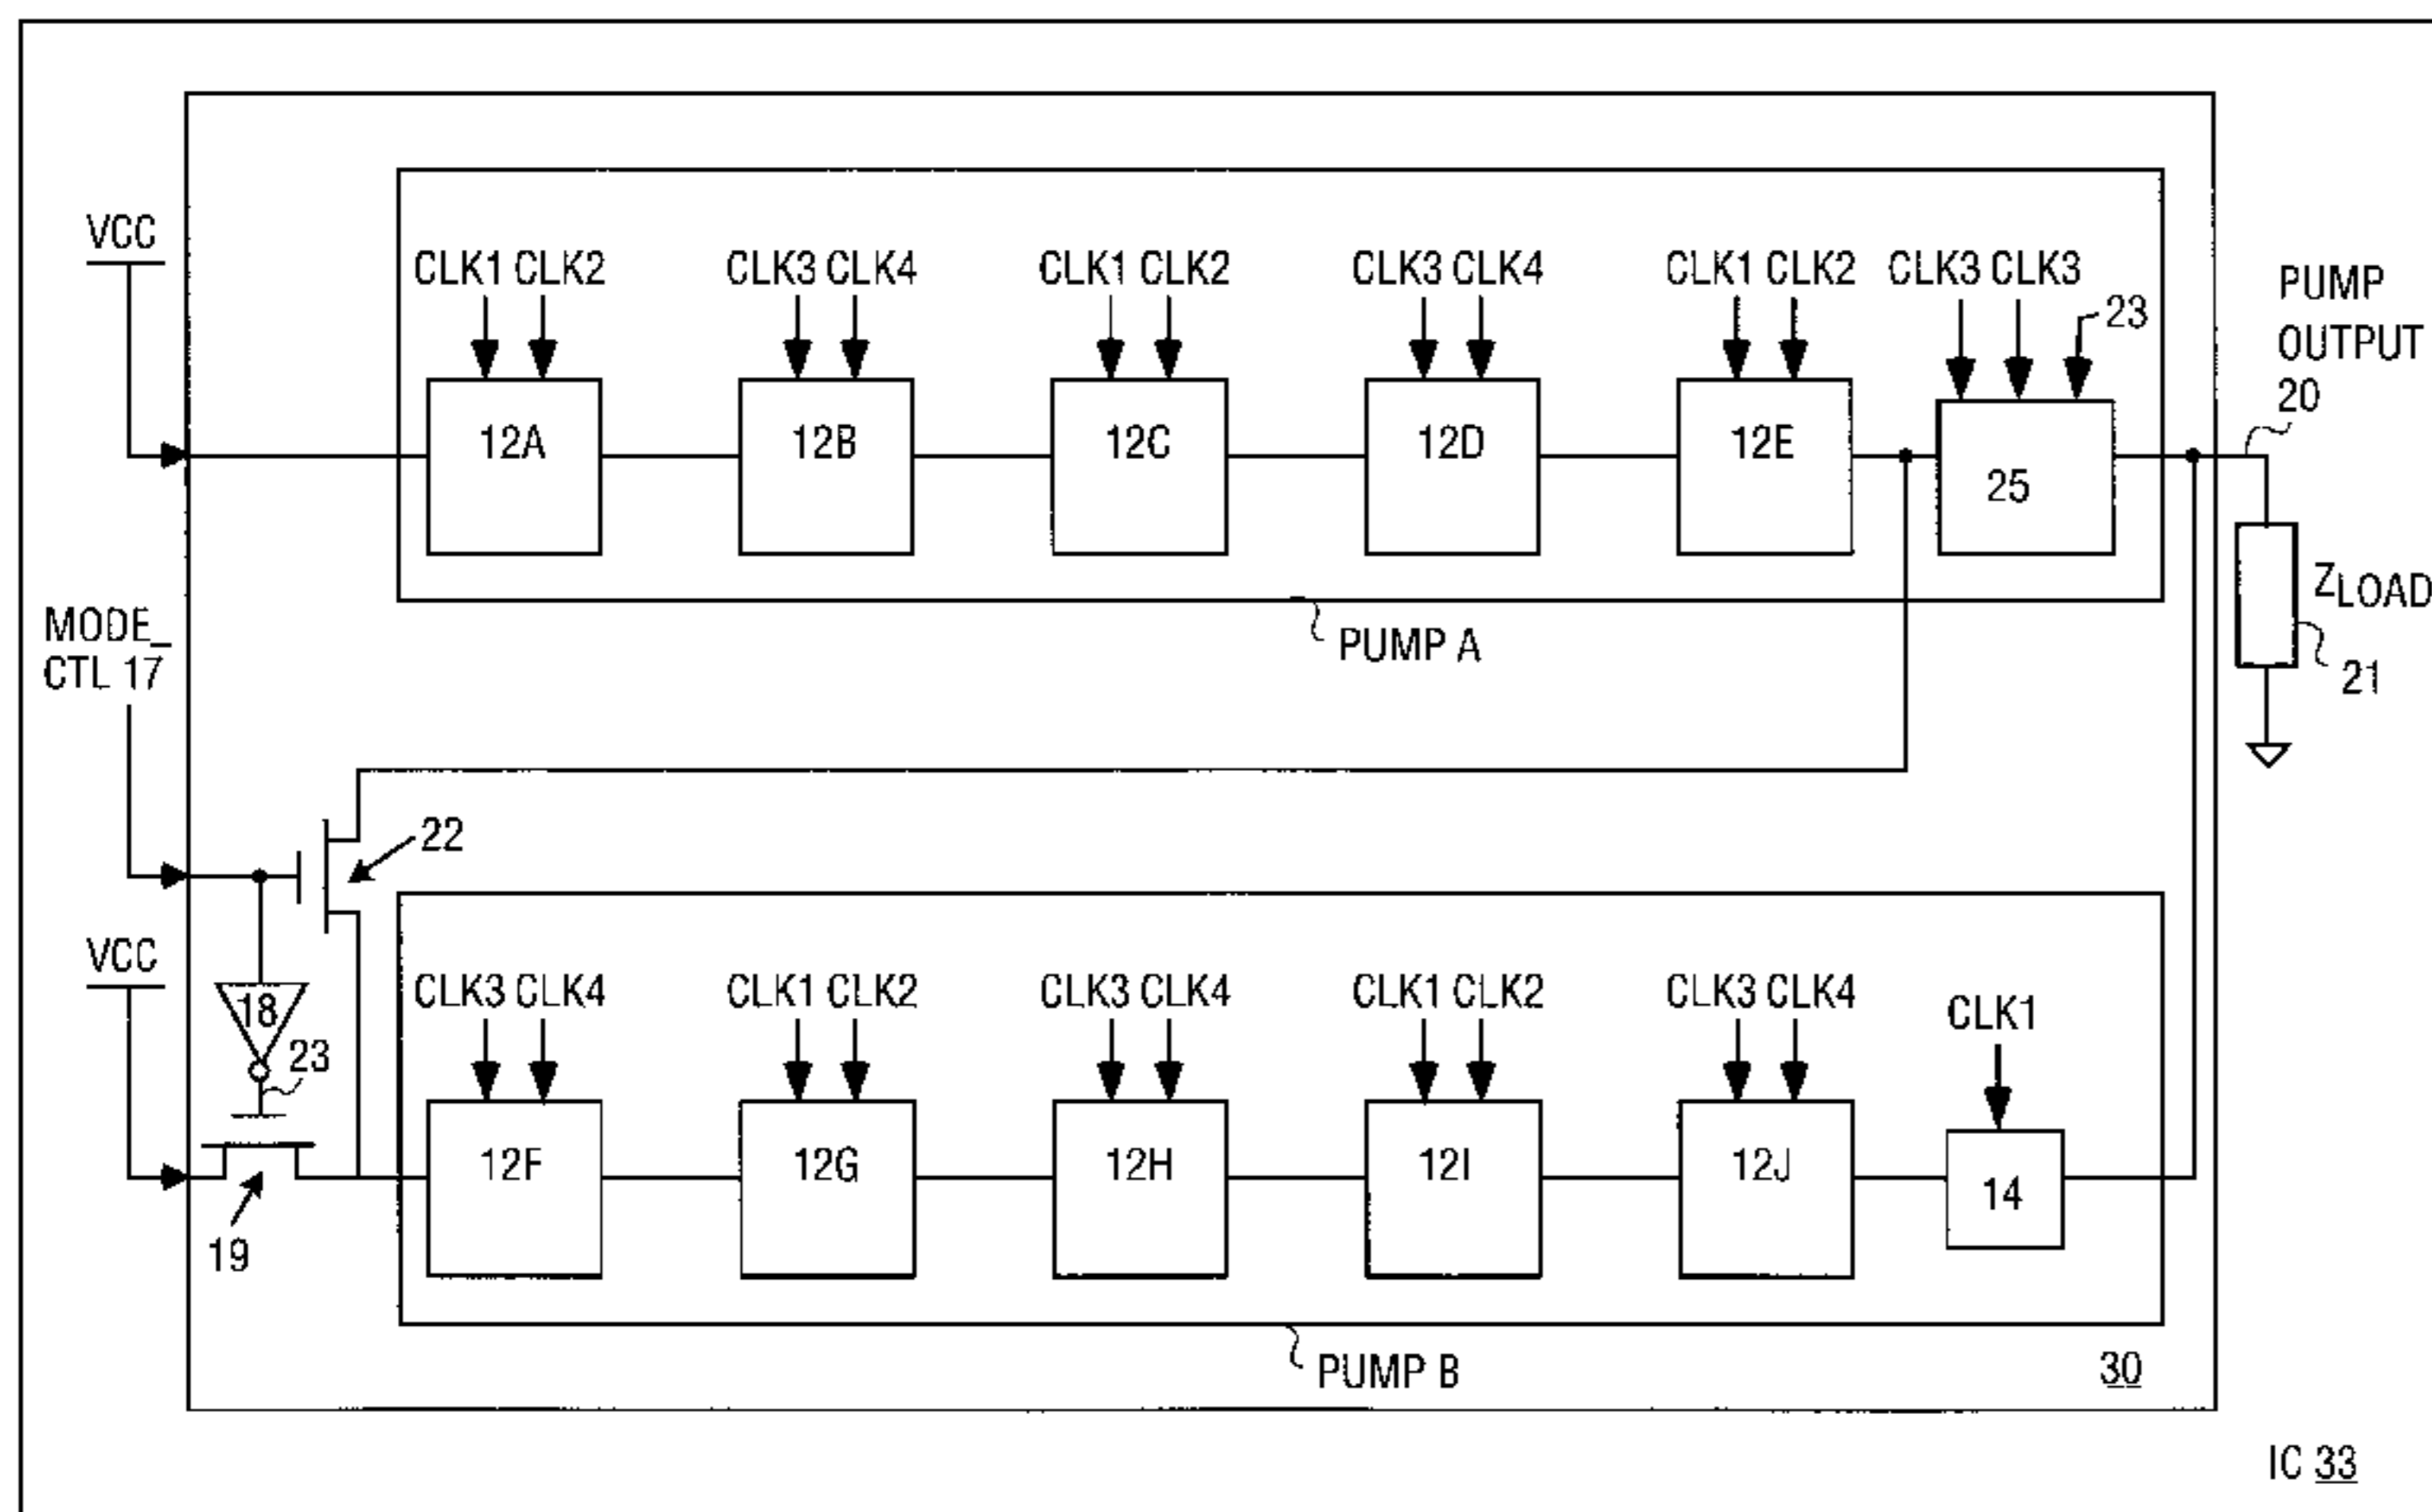 VCC
CLK1 CLK2
CLK3 CLK4
CLK1 CLK2
CLK3 CLK4
CLK1 CLK2
CLK3 CLK3
23
PUMP
OUTPUT
20
12A
12B
12C
12D
12E
25
ZLOAD
21
PUMP A
MODE_
CTL 17
22
VCC
18
23
19
CLK3 CLK4
CLK1 CLK2
CLK3 CLK4
CLK1 CLK2
CLK3 CLK4
CLK1
12F
12G
12H
12I
12J
14
PUMP B
30
IC 33